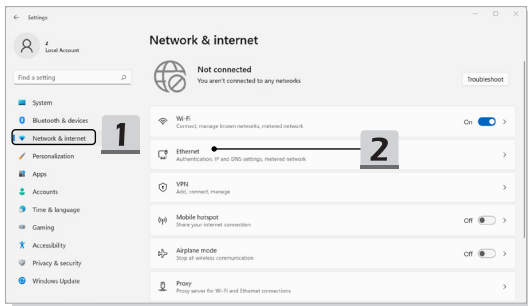 Settings
z
Local Account
Find a setting
System
Bluetooth & devices
Network & internet
Personalization
Apps
Accounts
Time & language
Gaming
Accessibility
Privacy & security
Windows Update
1
Network & internet
Not connected
You aren't connected to any networks
Troubleshoot
Wi-Fi
Connect, manage known networks, metered network
On
Ethernet
Authentication, IP and DNS settings, metered network
2
VPN
Add, connect, manage
Mobile hotspot
Share your internet connection
Off
Airplane mode
Stop all wireless communication
Off
Proxy
Proxy server for Wi-Fi and Ethernet connections